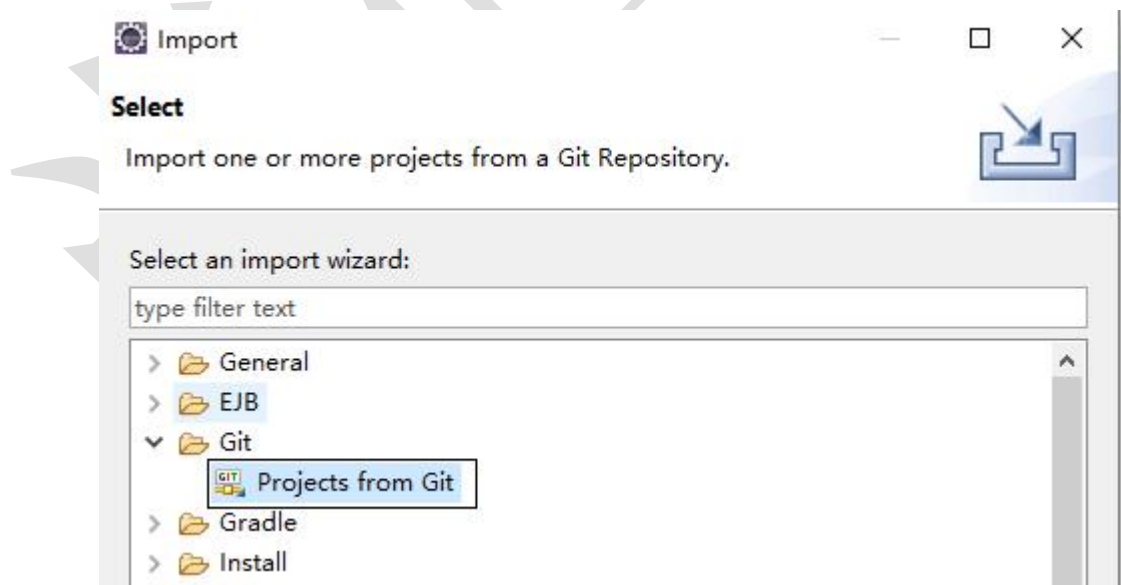 Import
Select
Import one or more projects from a Git Repository.
Select an import wizard:
type filter text
General
EJB
Git
GIT Projects from Git
Gradle
Install